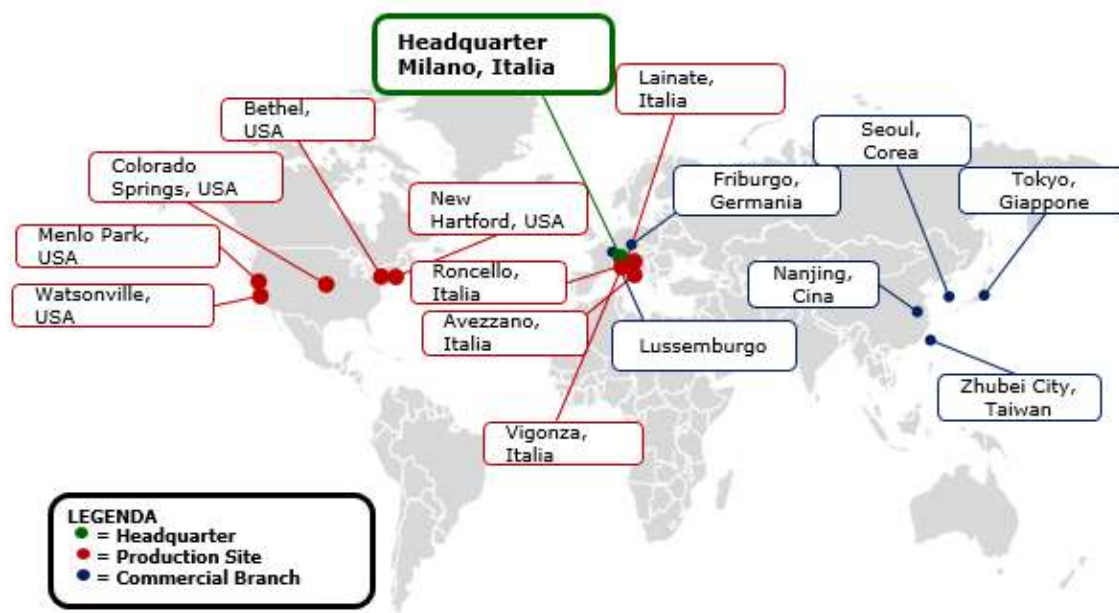 Headquarter
Milano, Italia
Lainate,
Italia
Bethel,
USA
Seoul,
Corea
Colorado
Springs, USA
Friburgo,
Germania
Tokyo,
Giappone
New
Hartford, USA
Menlo Park,
USA
Roncello,
Italia
Nanjing,
Cina
Watsonville,
USA
Avezzano,
Italia
Lussemburgo
Zhubei City,
Taiwan
Vigonza,
Italia
LEGENDA
= Headquarter
= Production Site
= Commercial Branch